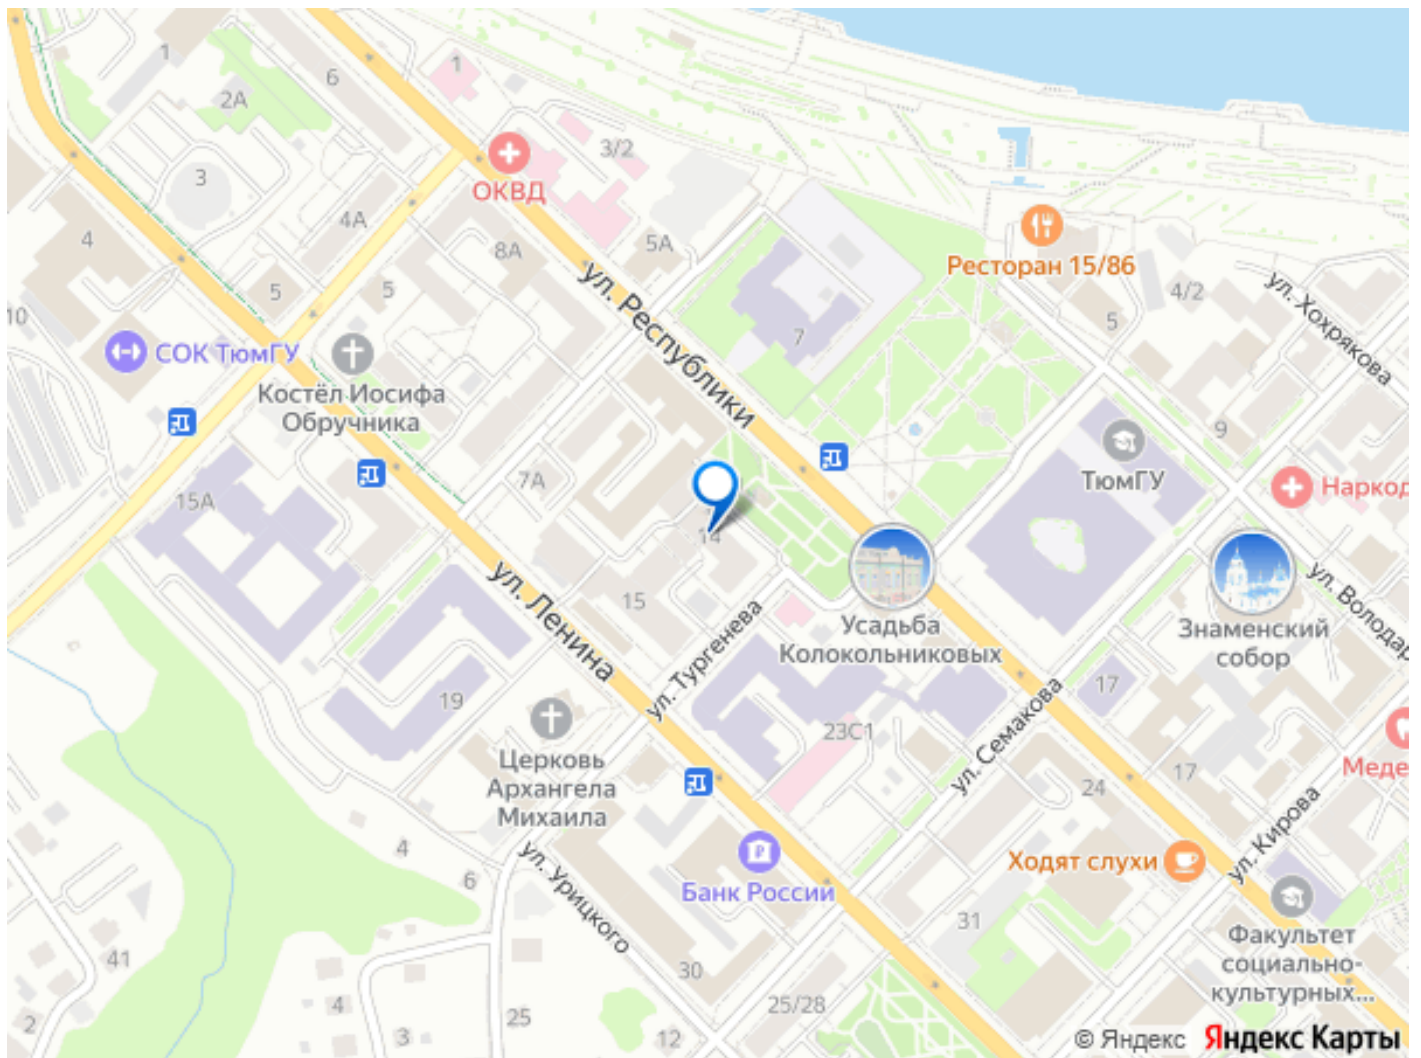 1
6
1
2А
3/2
ОКВД
3
4А
4
8А
5А
5
5
10
СОК ТюмГУ
Костёл Иосифа
Обручника
ул. Республики
7
Ресторан 15/86
4/2
5
ул. Хохрякова
9
ТюмГУ
Наркод
7А
15А
14
15
ул. Ленина
ул. Тургенева
Усадьба
Колокольниковых
Знаменский
собор
ул. Володар
19
17
23С1
ул. Семакова
Церковь
Архангела
Михаила
17
24
Меде
ул. Кирова
Ходят слухи
4
6
ул. Урицкого
Банк России
31
Факультет
социально-
культурных...
41
30
4
25
25/28
2
3
12
© Яндекс Яндекс Карты